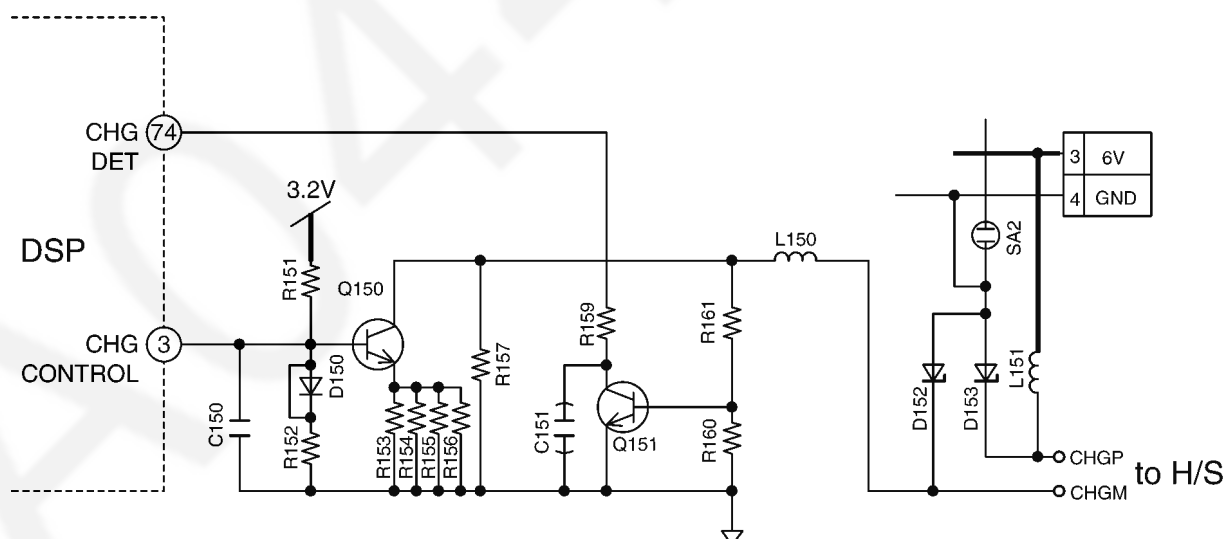 CHG 74
DET
3.2V
3 6V
4 GND
SA2
DSP
L150
R151
Q150
R159
R161
CHG 3
CONTROL
R157
L151
D150
D152
D153
C150
R152
R153
R154
R155
R156
C151
Q151
R160
CHGP
to H/S
CHGM